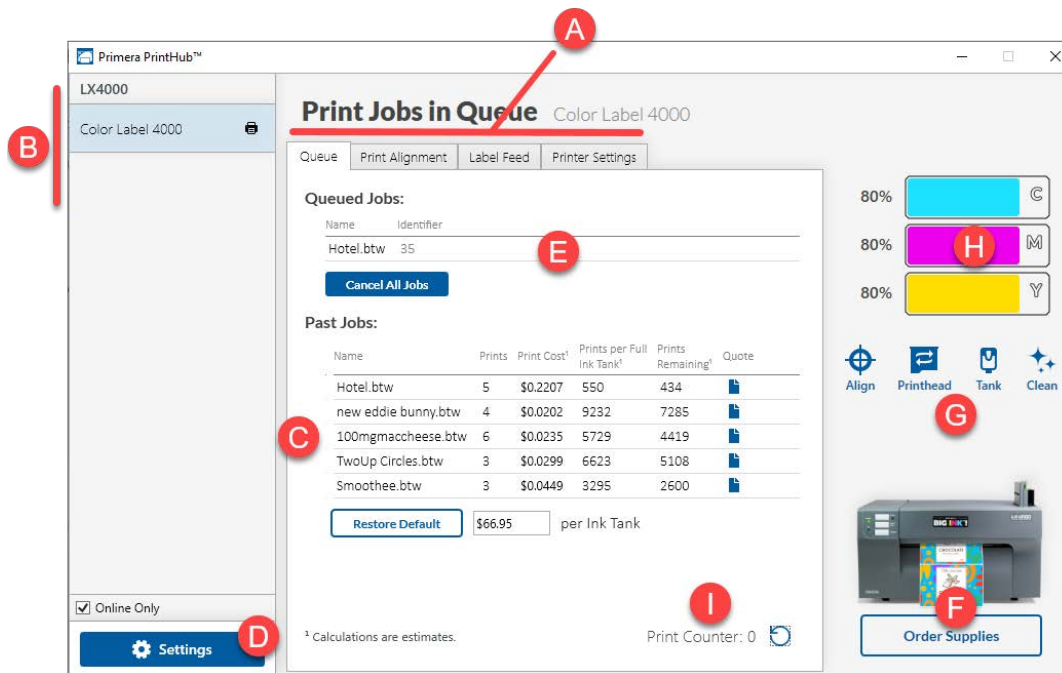 A
Primera PrintHub™
LX4000
Color Label 4000
B
Print Jobs in Queue Color Label 4000
Queue Print Alignment Label Feed Printer Settings
Queued Jobs:
Name Identifier
Hotel.btw 35
E
Cancel All Jobs
Past Jobs:
Name Prints Print Cost¹ Prints per Full Ink Tank¹ Prints Remaining¹ Quote
Hotel.btw 5 $0.2207 550 434
new eddie bunny.btw 4 $0.0202 9232 7285
C
100mgmaccheese.btw 6 $0.0235 5729 4419
TwoUp Circles.btw 3 $0.0299 6623 5108
Smoothee.btw 3 $0.0449 3295 2600
Restore Default $66.95 per Ink Tank
I
¹ Calculations are estimates.
Print Counter: 0
80% C
80% H M
80% Y
Align Printhead Tank Clean
G
BIG INK!
CHOCOLATE
F
Order Supplies
Online Only
Settings
D